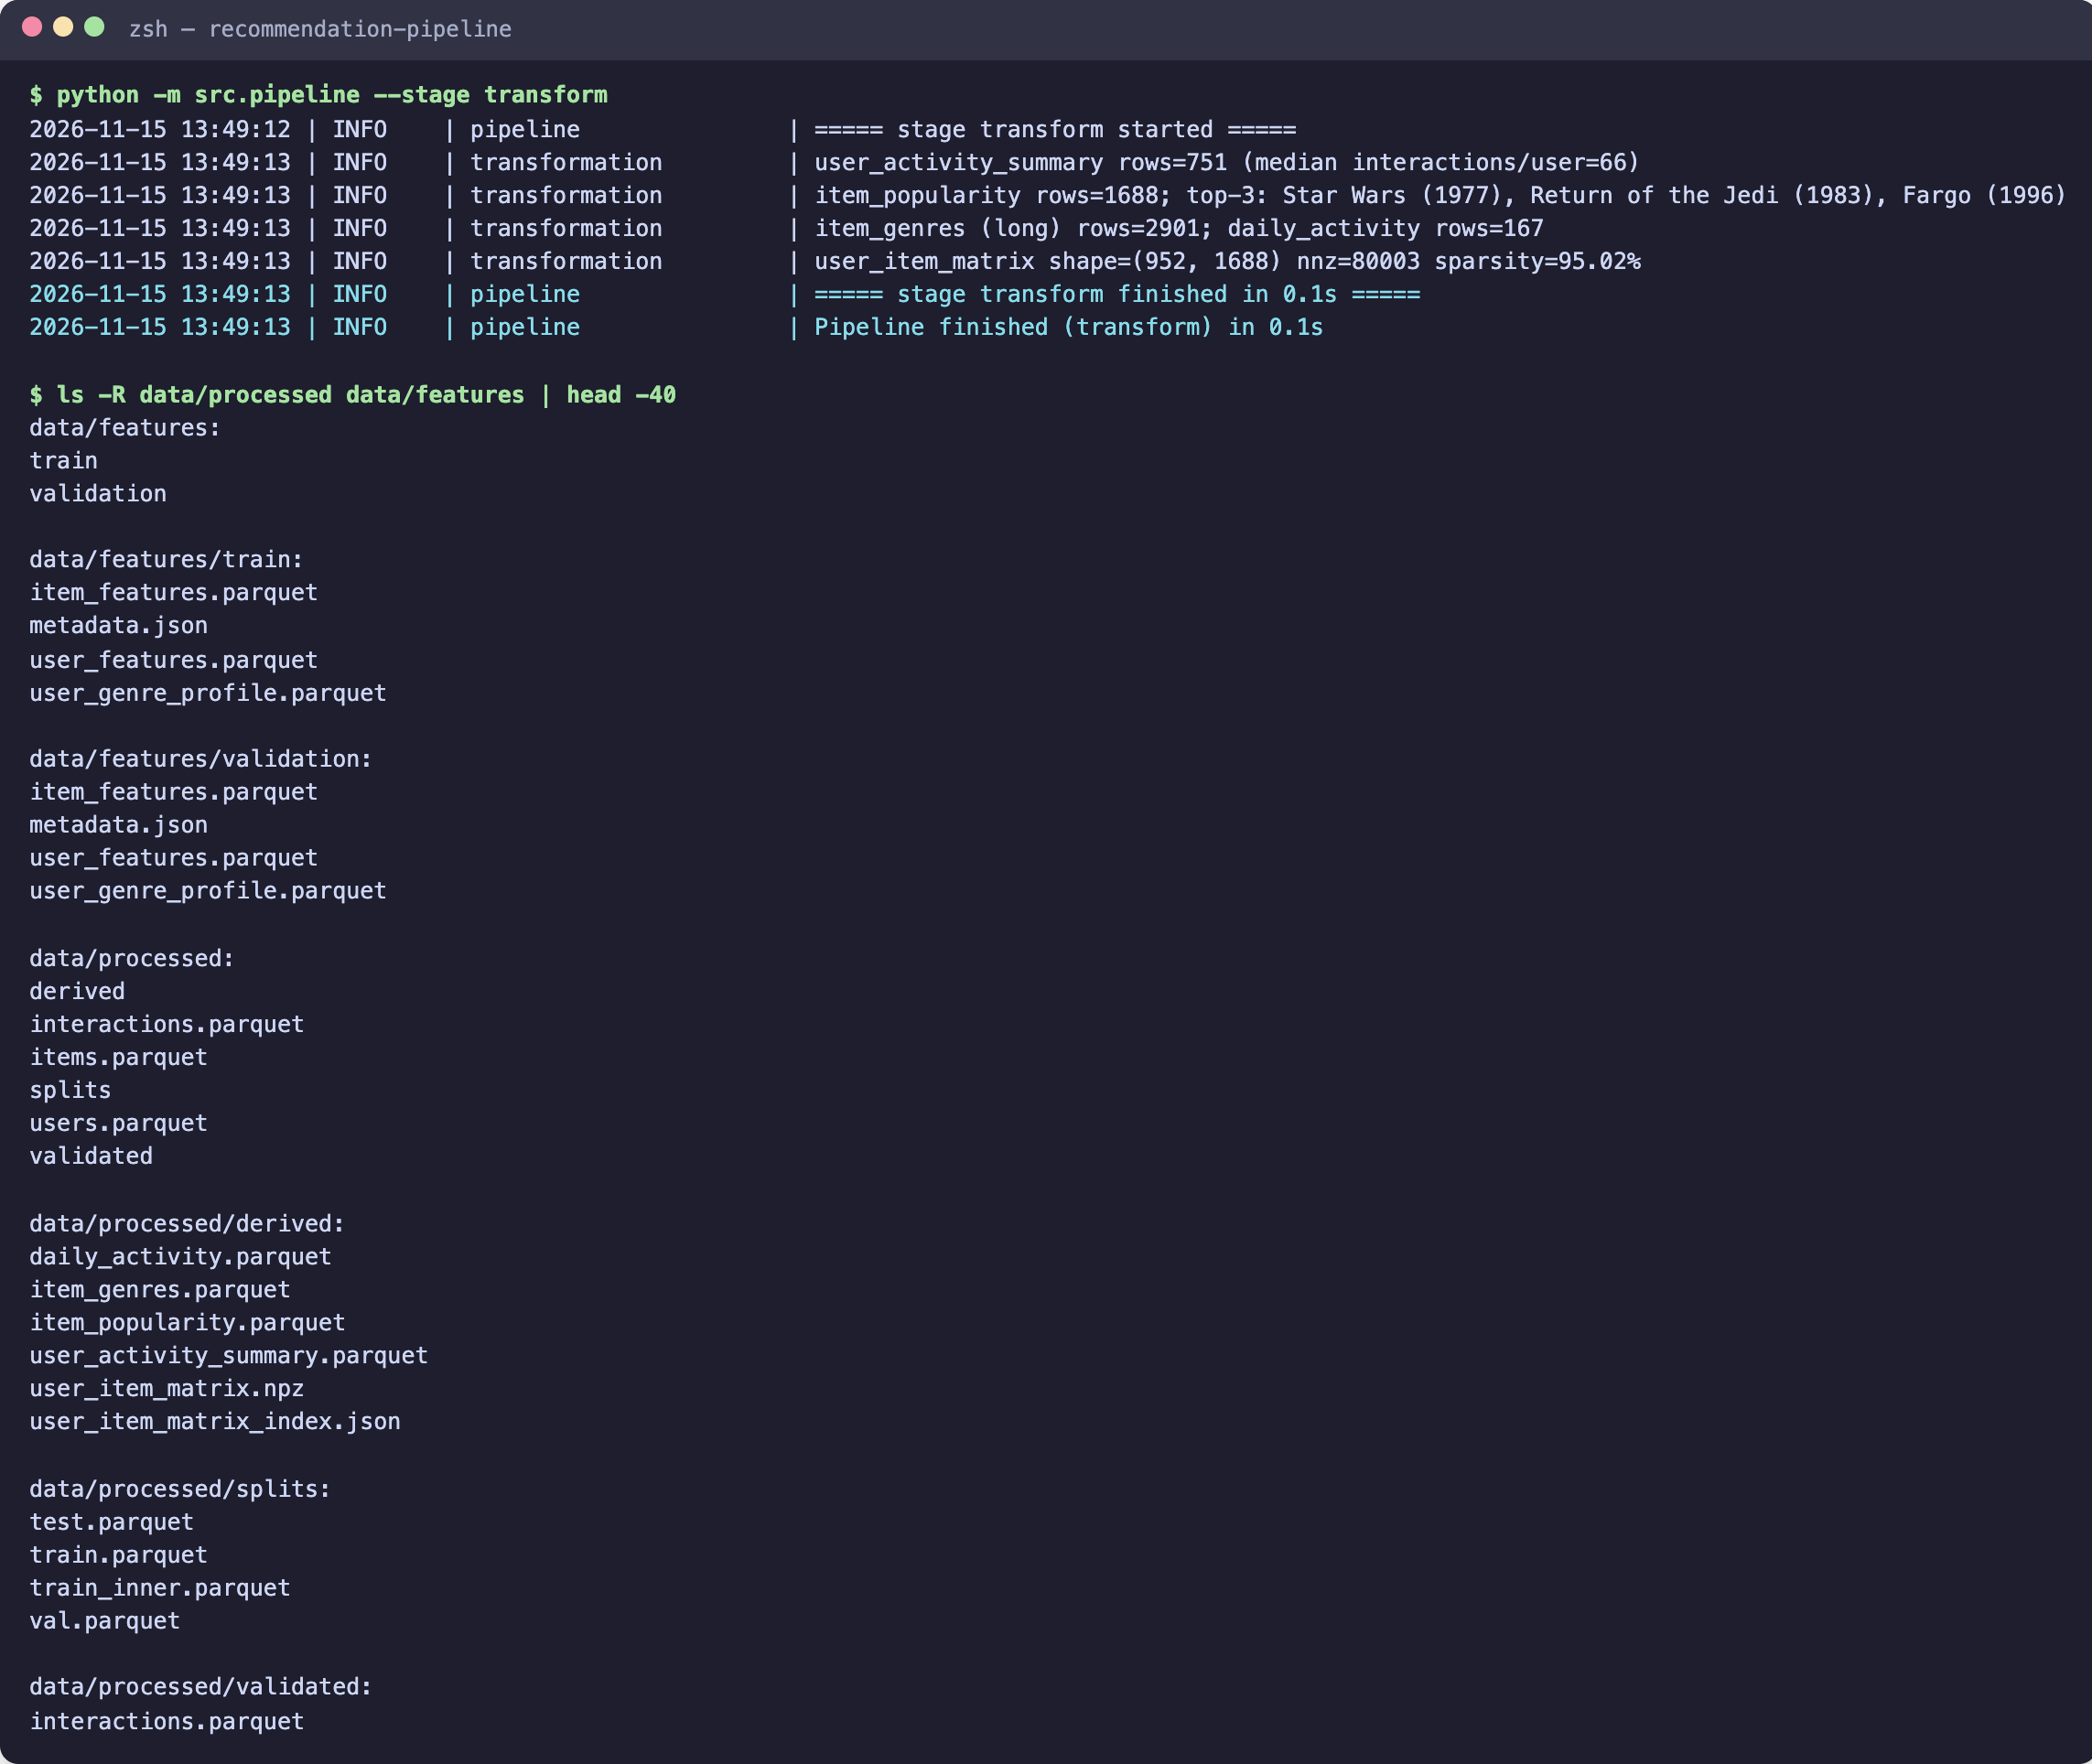 zsh — recommendation-pipeline
$ python -m src.pipeline --stage transform
2026-11-15 13:49:12 | INFO    | pipeline               | ===== stage transform started =====
2026-11-15 13:49:13 | INFO    | transformation         | user_activity_summary rows=751 (median interactions/user=66)
2026-11-15 13:49:13 | INFO    | transformation         | item_popularity rows=1688; top-3: Star Wars (1977), Return of the Jedi (1983), Fargo (1996)
2026-11-15 13:49:13 | INFO    | transformation         | item_genres (long) rows=2901; daily_activity rows=167
2026-11-15 13:49:13 | INFO    | transformation         | user_item_matrix shape=(952, 1688) nnz=80003 sparsity=95.02%
2026-11-15 13:49:13 | INFO    | pipeline               | ===== stage transform finished in 0.1s =====
2026-11-15 13:49:13 | INFO    | pipeline               | Pipeline finished (transform) in 0.1s

$ ls -R data/processed data/features | head -40
data/features:
train
validation

data/features/train:
item_features.parquet
metadata.json
user_features.parquet
user_genre_profile.parquet

data/features/validation:
item_features.parquet
metadata.json
user_features.parquet
user_genre_profile.parquet

data/processed:
derived
interactions.parquet
items.parquet
splits
users.parquet
validated

data/processed/derived:
daily_activity.parquet
item_genres.parquet
item_popularity.parquet
user_activity_summary.parquet
user_item_matrix.npz
user_item_matrix_index.json

data/processed/splits:
test.parquet
train.parquet
train_inner.parquet
val.parquet

data/processed/validated:
interactions.parquet